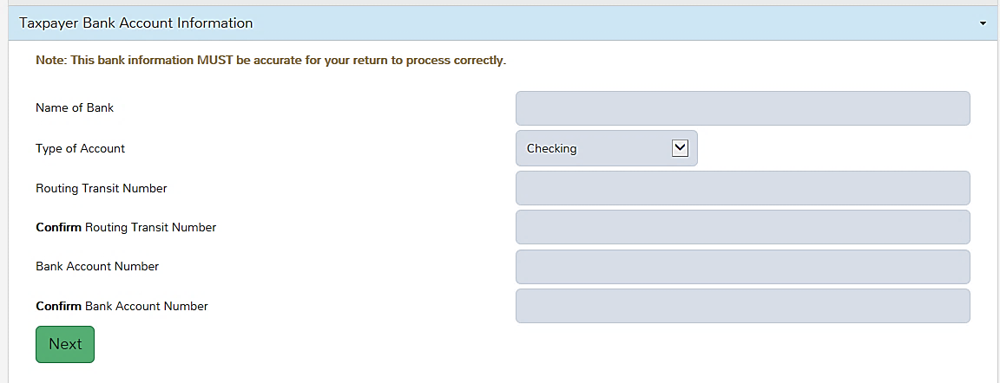 Taxpayer Bank Account Information
Note: This bank information MUST be accurate for your return to process correctly.
Name of Bank
Type of Account Checking
Routing Transit Number
Confirm Routing Transit Number
Bank Account Number
Confirm Bank Account Number
Next